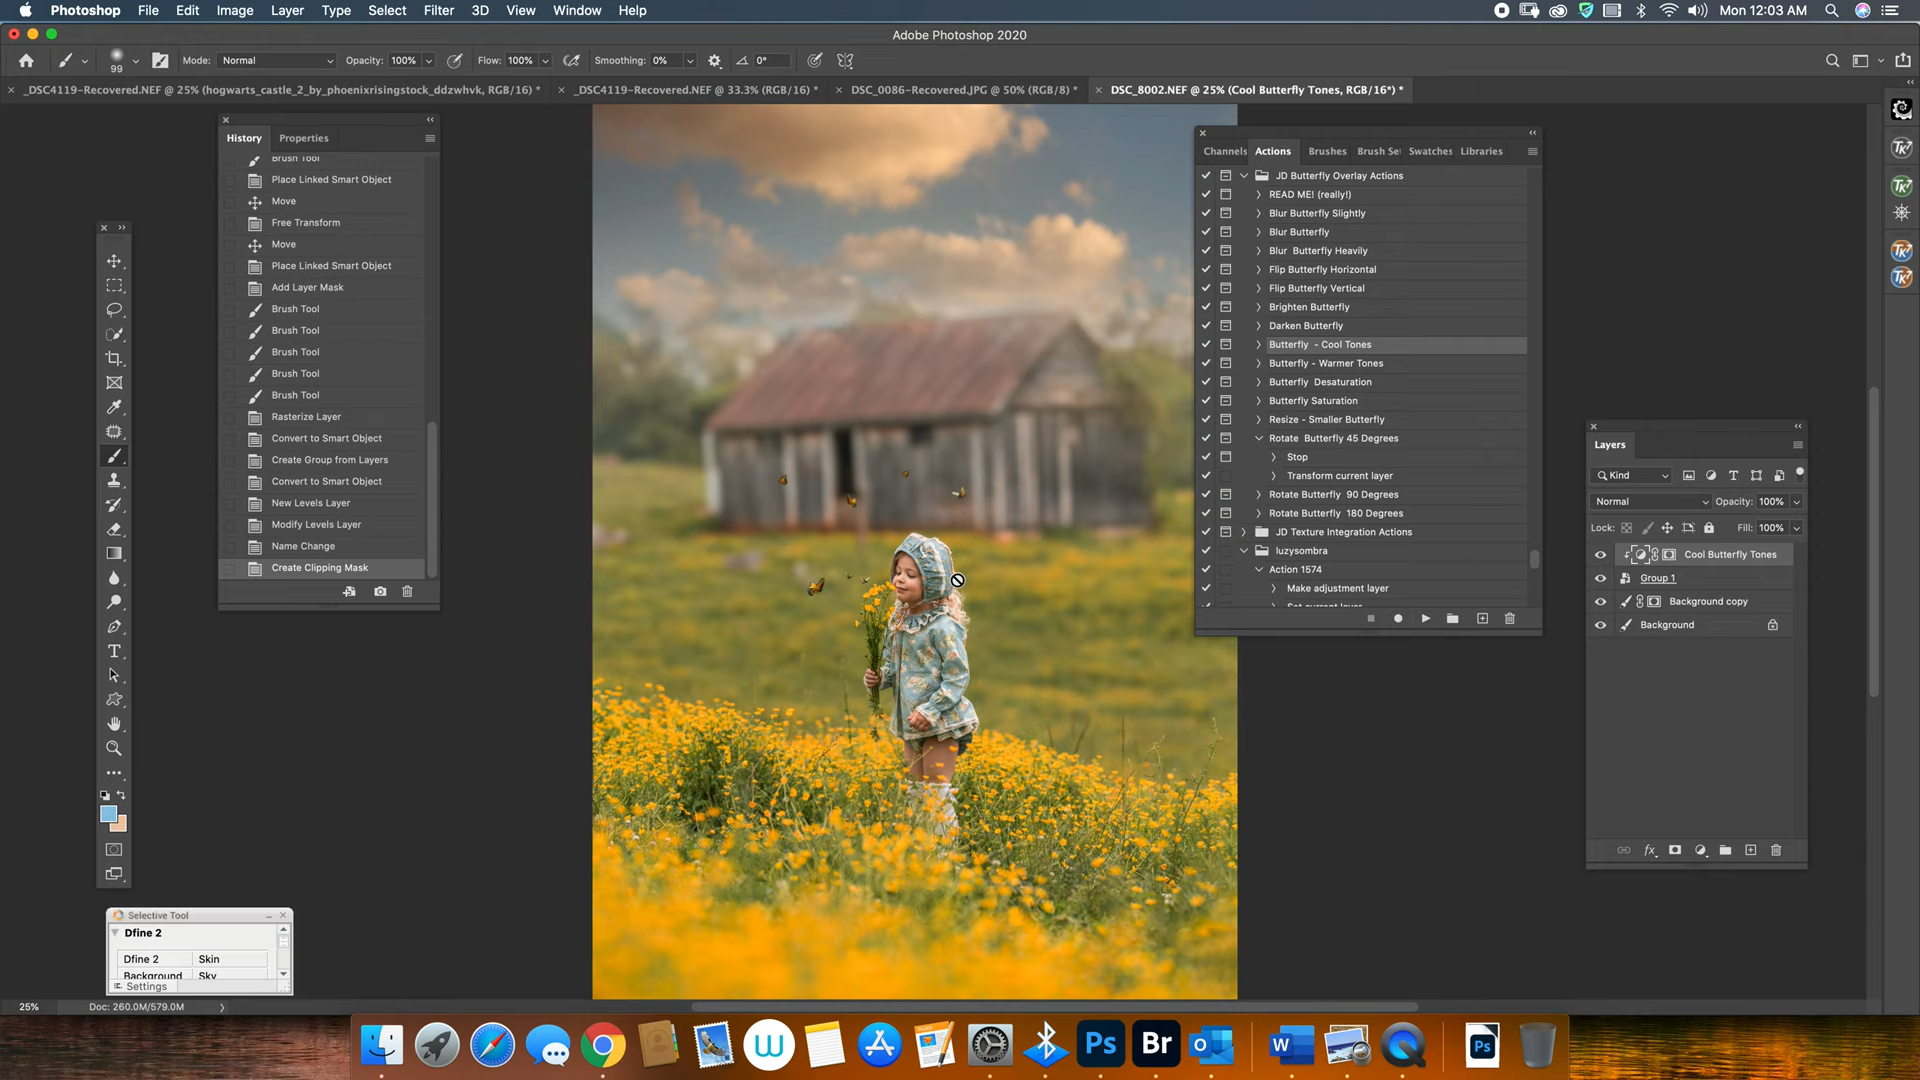 Photoshop File Edit Image Layer Type Select Filter 3D View Window Help
Mon 12:03 AM
Adobe Photoshop 2020
99
Mode: Normal
Opacity: 100%
Flow: 100%
Smoothing: 0%
0°
_DSC4119-Recovered.NEF @ 25% (hogwarts_castle_2_by_phoenixrisingstock_ddzwhvk, RGB/16) *
_DSC4119-Recovered.NEF @ 33.3% (RGB/16) *
DSC_0086-Recovered.JPG @ 50% (RGB/8) *
DSC_8002.NEF @ 25% (Cool Butterfly Tones, RGB/16*) *
History Properties
Brush Tool
Place Linked Smart Object
Move
Free Transform
Move
Place Linked Smart Object
Add Layer Mask
Brush Tool
Brush Tool
Brush Tool
Brush Tool
Brush Tool
Rasterize Layer
Convert to Smart Object
Create Group from Layers
Convert to Smart Object
New Levels Layer
Modify Levels Layer
Name Change
Create Clipping Mask
Channels Actions Brushes Brush Se Swatches Libraries
JD Butterfly Overlay Actions
READ ME! (really!)
Blur Butterfly Slightly
Blur Butterfly
Blur Butterfly Heavily
Flip Butterfly Horizontal
Flip Butterfly Vertical
Brighten Butterfly
Darken Butterfly
Butterfly - Cool Tones
Butterfly - Warmer Tones
Butterfly Desaturation
Butterfly Saturation
Resize - Smaller Butterfly
Rotate Butterfly 45 Degrees
Stop
Transform current layer
Rotate Butterfly 90 Degrees
Rotate Butterfly 180 Degrees
JD Texture Integration Actions
luzysombra
Action 1574
Make adjustment layer
Set current layer
TK7
TK7
TK7
TK7
Layers
Kind
Normal
Opacity: 100%
Lock:
Fill: 100%
Cool Butterfly Tones
Group 1
Background copy
Background
fx
Selective Tool
Dfine 2
Dfine 2 Skin
Background Sky
Settings
25%
Doc: 260.0M/579.0M
W
PAGES
Ps
Br
O
W
Ps